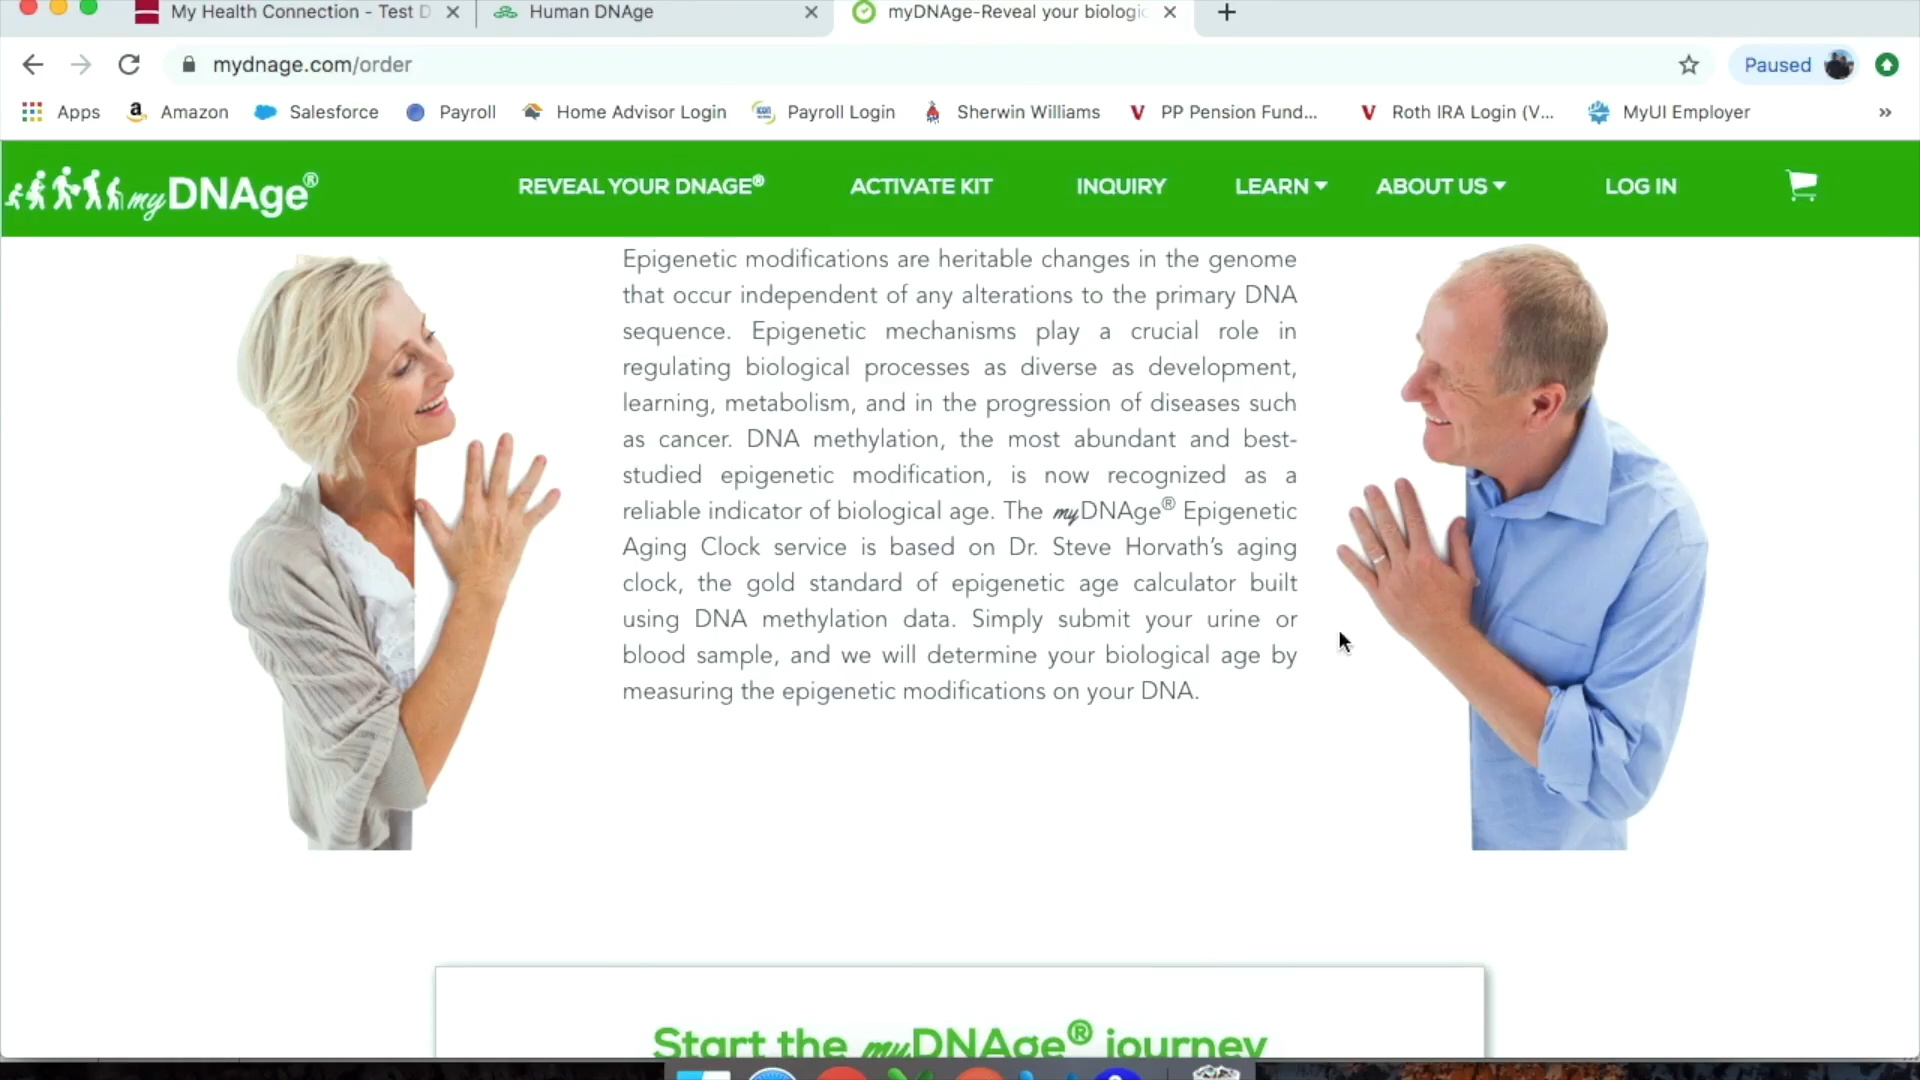 My Health Connection - Test D
Human DNAge
myDNAge-Reveal your biologic
mydnage.com/order
Paused
Apps
Amazon
Salesforce
Payroll
Home Advisor Login
Payroll Login
Sherwin Williams
PP Pension Fund...
Roth IRA Login (V...
MyUI Employer
»
myDNAge®
REVEAL YOUR DNAGE®
ACTIVATE KIT
INQUIRY
LEARN
ABOUT US
LOG IN
Epigenetic modifications are heritable changes in the genome
that occur independent of any alterations to the primary DNA
sequence. Epigenetic mechanisms play a crucial role in
regulating biological processes as diverse as development,
learning, metabolism, and in the progression of diseases such
as cancer. DNA methylation, the most abundant and best-
studied epigenetic modification, is now recognized as a
reliable indicator of biological age. The myDNAge® Epigenetic
Aging Clock service is based on Dr. Steve Horvath’s aging
clock, the gold standard of epigenetic age calculator built
using DNA methylation data. Simply submit your urine or
blood sample, and we will determine your biological age by
measuring the epigenetic modifications on your DNA.
Start the myDNAge® journey